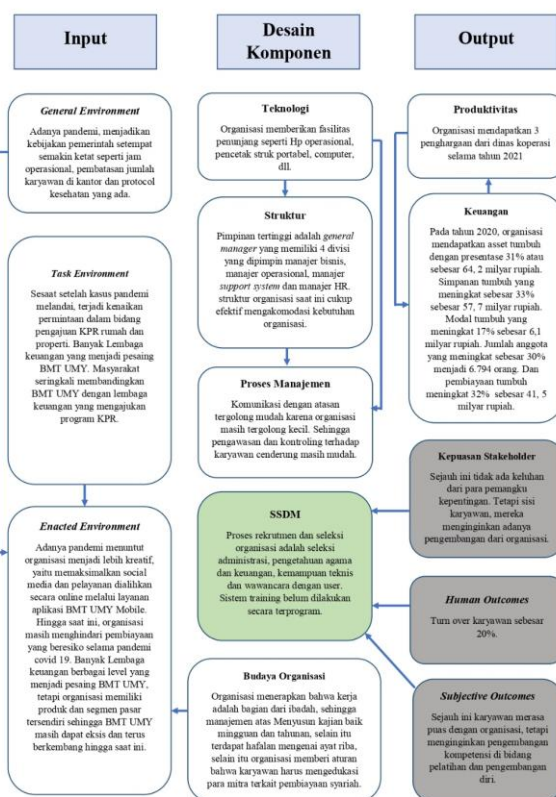 Input
General Environment
Adanya pandemi, menjadikan
kebijakan pemerintah setempat
semakin ketat seperti jam
operasional, pembatasan jumlah
karyawan di kantor dan protocol
kesehatan yang ada.
Task Environment
Sesaat setelah kasus pandemi
melandai, terjadi kenaikan
permintaan dalam bidang
pengajuan KPR rumah dan
properti. Banyak Lembaga
keuangan yang menjadi pesaing
BMT UMY. Masyarakat
seringkali membandingkan
BMT UMY dengan lembaga
keuangan yang mengajukan
program KPR.
Enacted Environment
Adanya pandemi menuntut
organisasi menjadi lebih kreatif,
yaitu memaksimalkan social
media dan pelayanan dialihkan
secara online melalui layanan
aplikasi BMT UMY Mobile.
Hingga saat ini, organisasi
masih menghindari pembiayaan
yang beresiko selama pandemi
covid 19. Banyak Lembaga
keuangan berbagai level yang
menjadi pesaing BMT UMY,
tetapi organisasi memiliki
produk dan segmen pasar
tersendiri sehingga BMT UMY
masih dapat eksis dan terus
berkembang hingga saat ini.
Desain
Komponen
Teknologi
Organisasi memberikan fasilitas
penunjang seperti Hp operasional,
pencetak struk portabel, computer,
dll.
Struktur
Pimpinan tertinggi adalah general
manager yang memiliki 4 divisi
yang dipimpin manajer bisnis,
manajer operasional, manajer
support system dan manajer HR.
struktur organisasi saat ini cukup
efektif mengakomodasi kebutuhan
organisasi.
Proses Manajemen
Komunikasi dengan atasan
tergolong mudah karena organisasi
masih tergolong kecil. Sehingga
pengawasan dan kontroling terhadap
karyawan cenderung masih mudah.
SSDM
Proses rekrutmen dan seleksi
organisasi adalah seleksi
administrasi, pengetahuan agama
dan keuangan, kemampuan teknis
dan wawancara dengan user.
Sistem training belum dilakukan
secara terprogram.
Budaya Organisasi
Organisasi menerapkan bahwa kerja
adalah bagian dari ibadah, sehingga
manajemen atas Menyusun kajian baik
mingguan dan tahunan, selain itu
terdapat hafalan mengenai ayat riba,
selain itu organisasi memberi aturan
bahwa karyawan harus mengedukasi
para mitra terkait pembiayaan syariah.
Output
Produktivitas
Organisasi mendapatkan 3
penghargaan dari dinas koperasi
selama tahun 2021
Keuangan
Pada tahun 2020, organisasi
mendapatkan asset tumbuh
dengan presentase 31% atau
sebesar 64, 2 milyar rupiah.
Simpanan tumbuh yang
meningkat sebesar 33%
sebesar 57, 7 milyar rupiah.
Modal tumbuh yang
meningkat 17% sebesar 6,1
milyar rupiah. Jumlah anggota
yang meningkat sebesar 30%
menjadi 6.794 orang. Dan
pembiayaan tumbuh
meningkat 32% sebesar 41, 5
milyar rupiah.
Kepuasan Stakeholder
Sejauh ini tidak ada keluhan
dari para pemangku
kepentingan. Tetapi sisi
karyawan, mereka
menginginkan adanya
pengembangan dari organisasi.
Human Outcomes
Turn over karyawan sebesar
20%.
Subjective Outcomes
Sejauh ini karyawan merasa
puas dengan organisasi, tetapi
menginginkan pengembangan
kompetensi di bidang
pelatihan dan pengembangan
diri.